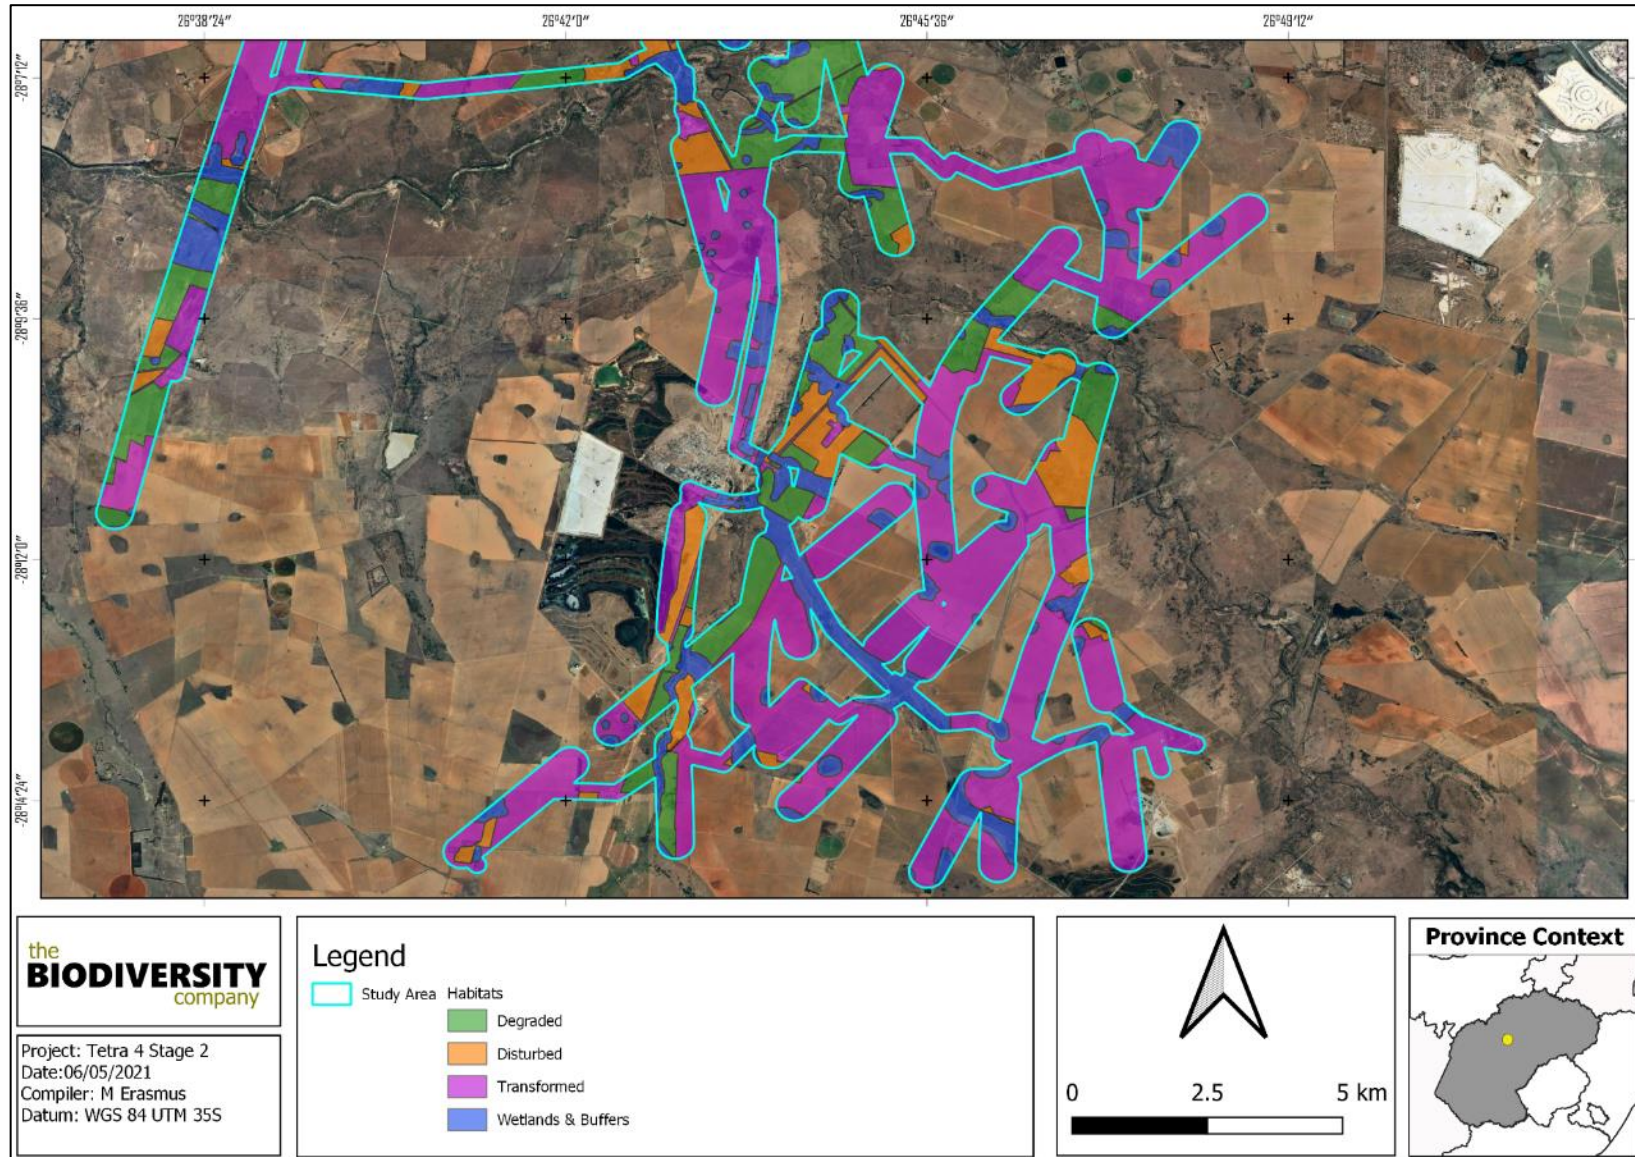 26°38′24″
26°42′0″
26°45′36″
26°49′12″
-28°7′12″
-28°9′36″
-28°12′0″
-28°14′24″
the
BIODIVERSITY
company
Project: Tetra 4 Stage 2
Date:06/05/2021
Compiler: M Erasmus
Datum: WGS 84 UTM 35S
Legend
Study Area
Habitats
Degraded
Disturbed
Transformed
Wetlands & Buffers
0 2.5 5 km
Province Context